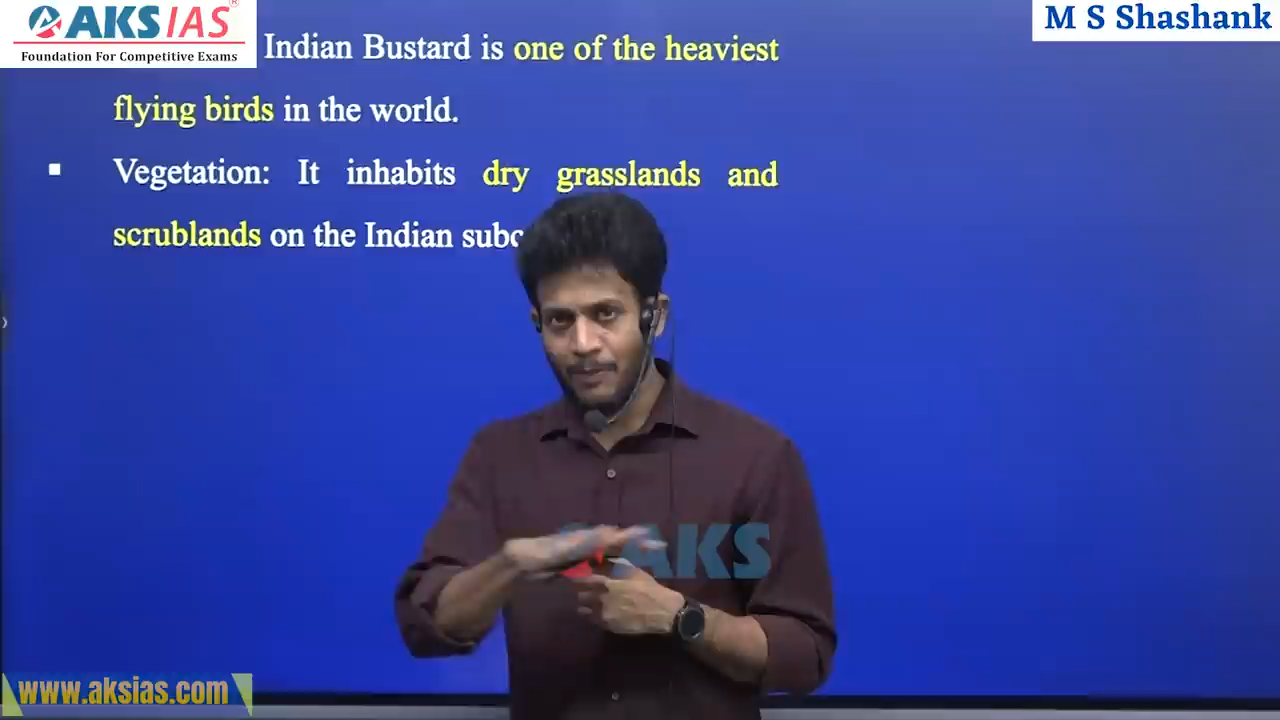 AKS IAS®
Foundation For Competitive Exams
M S Shashank
Indian Bustard is one of the heaviest
flying birds in the world.
▪ Vegetation: It inhabits dry grasslands and
scrublands on the Indian
AKS
www.aksias.com